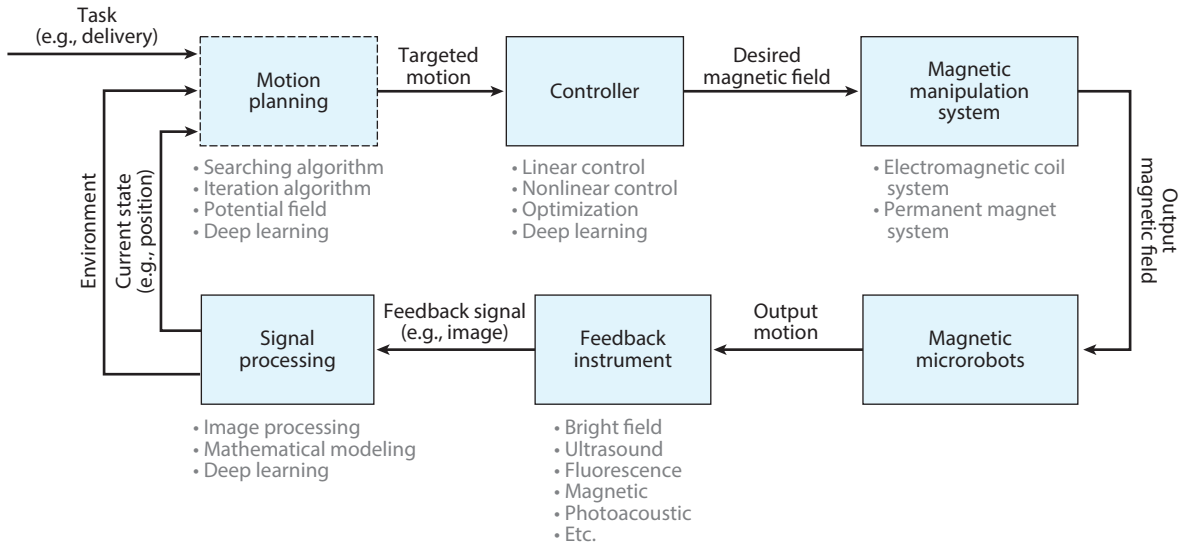 Task
(e.g., delivery)
Motion
planning
Targeted
motion
Controller
Desired
magnetic field
Magnetic
manipulation
system
• Searching algorithm
• Iteration algorithm
• Potential field
• Deep learning
• Linear control
• Nonlinear control
• Optimization
• Deep learning
• Electromagnetic coil
system
• Permanent magnet
system
Output
magnetic field
Environment
Current state
(e.g., position)
Signal
processing
Feedback signal
(e.g., image)
Feedback
instrument
Output
motion
Magnetic
microrobots
• Image processing
• Mathematical modeling
• Deep learning
• Bright field
• Ultrasound
• Fluorescence
• Magnetic
• Photoacoustic
• Etc.